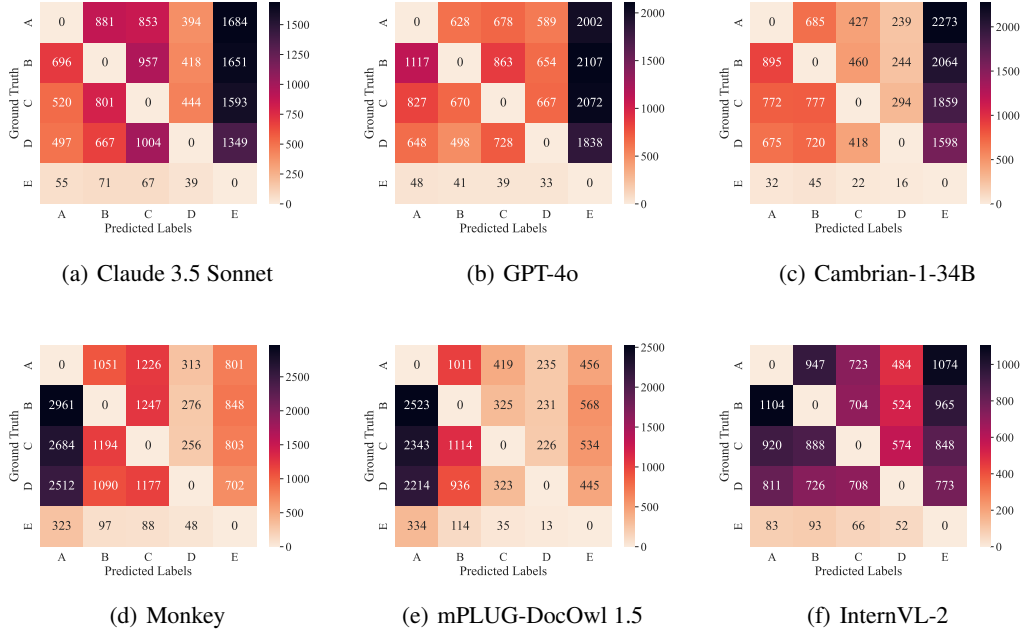 A 0 881 853 394 1684
B 696 0 957 418 1651
C 520 801 0 444 1593
D 497 667 1004 0 1349
E 55 71 67 39 0
A B C D E
Predicted Labels
Ground Truth
1500
1250
1000
750
500
250
0
(a) Claude 3.5 Sonnet
A 0 628 678 589 2002
B 1117 0 863 654 2107
C 827 670 0 667 2072
D 648 498 728 0 1838
E 48 41 39 33 0
A B C D E
Predicted Labels
Ground Truth
2000
1500
1000
500
0
(b) GPT-4o
A 0 685 427 239 2273
B 895 0 460 244 2064
C 772 777 0 294 1859
D 675 720 418 0 1598
E 32 45 22 16 0
A B C D E
Predicted Labels
Ground Truth
2000
1500
1000
500
0
(c) Cambrian-1-34B
A 0 1051 1226 313 801
B 2961 0 1247 276 848
C 2684 1194 0 256 803
D 2512 1090 1177 0 702
E 323 97 88 48 0
A B C D E
Predicted Labels
Ground Truth
2500
2000
1500
1000
500
0
(d) Monkey
A 0 1011 419 235 456
B 2523 0 325 231 568
C 2343 1114 0 226 534
D 2214 936 323 0 445
E 334 114 35 13 0
A B C D E
Predicted Labels
Ground Truth
2500
2000
1500
1000
500
0
(e) mPLUG-DocOwl 1.5
A 0 947 723 484 1074
B 1104 0 704 524 965
C 920 888 0 574 848
D 811 726 708 0 773
E 83 93 66 52 0
A B C D E
Predicted Labels
Ground Truth
1000
800
600
400
200
0
(f) InternVL-2